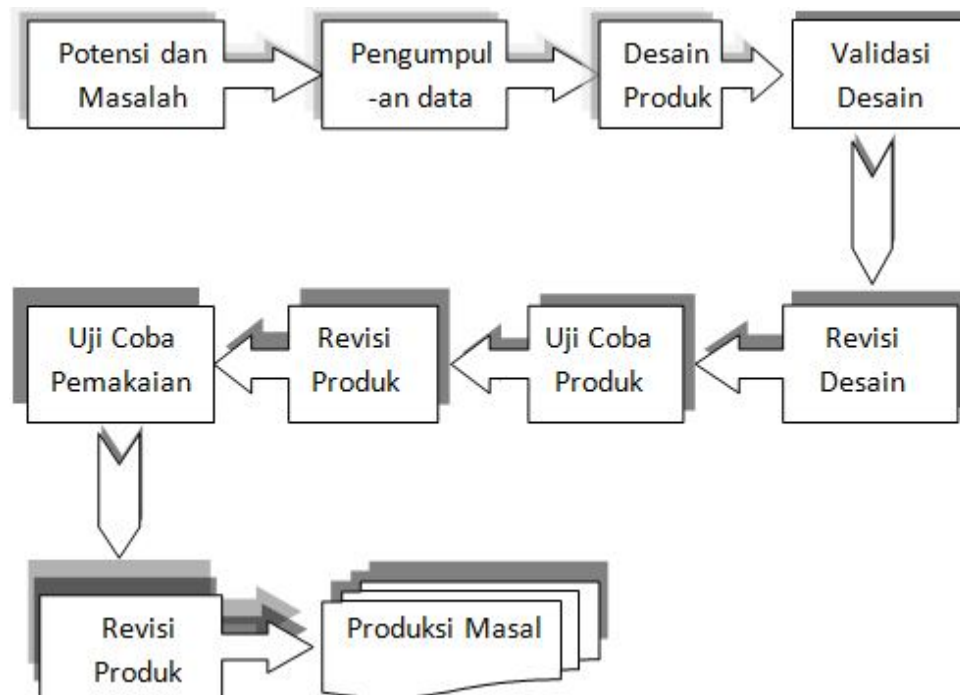 Potensi dan
Masalah
Pengumpul
-an data
Desain
Produk
Validasi
Desain
Revisi
Desain
Uji Coba
Produk
Revisi
Produk
Uji Coba
Pemakaian
Revisi
Produk
Produksi Masal